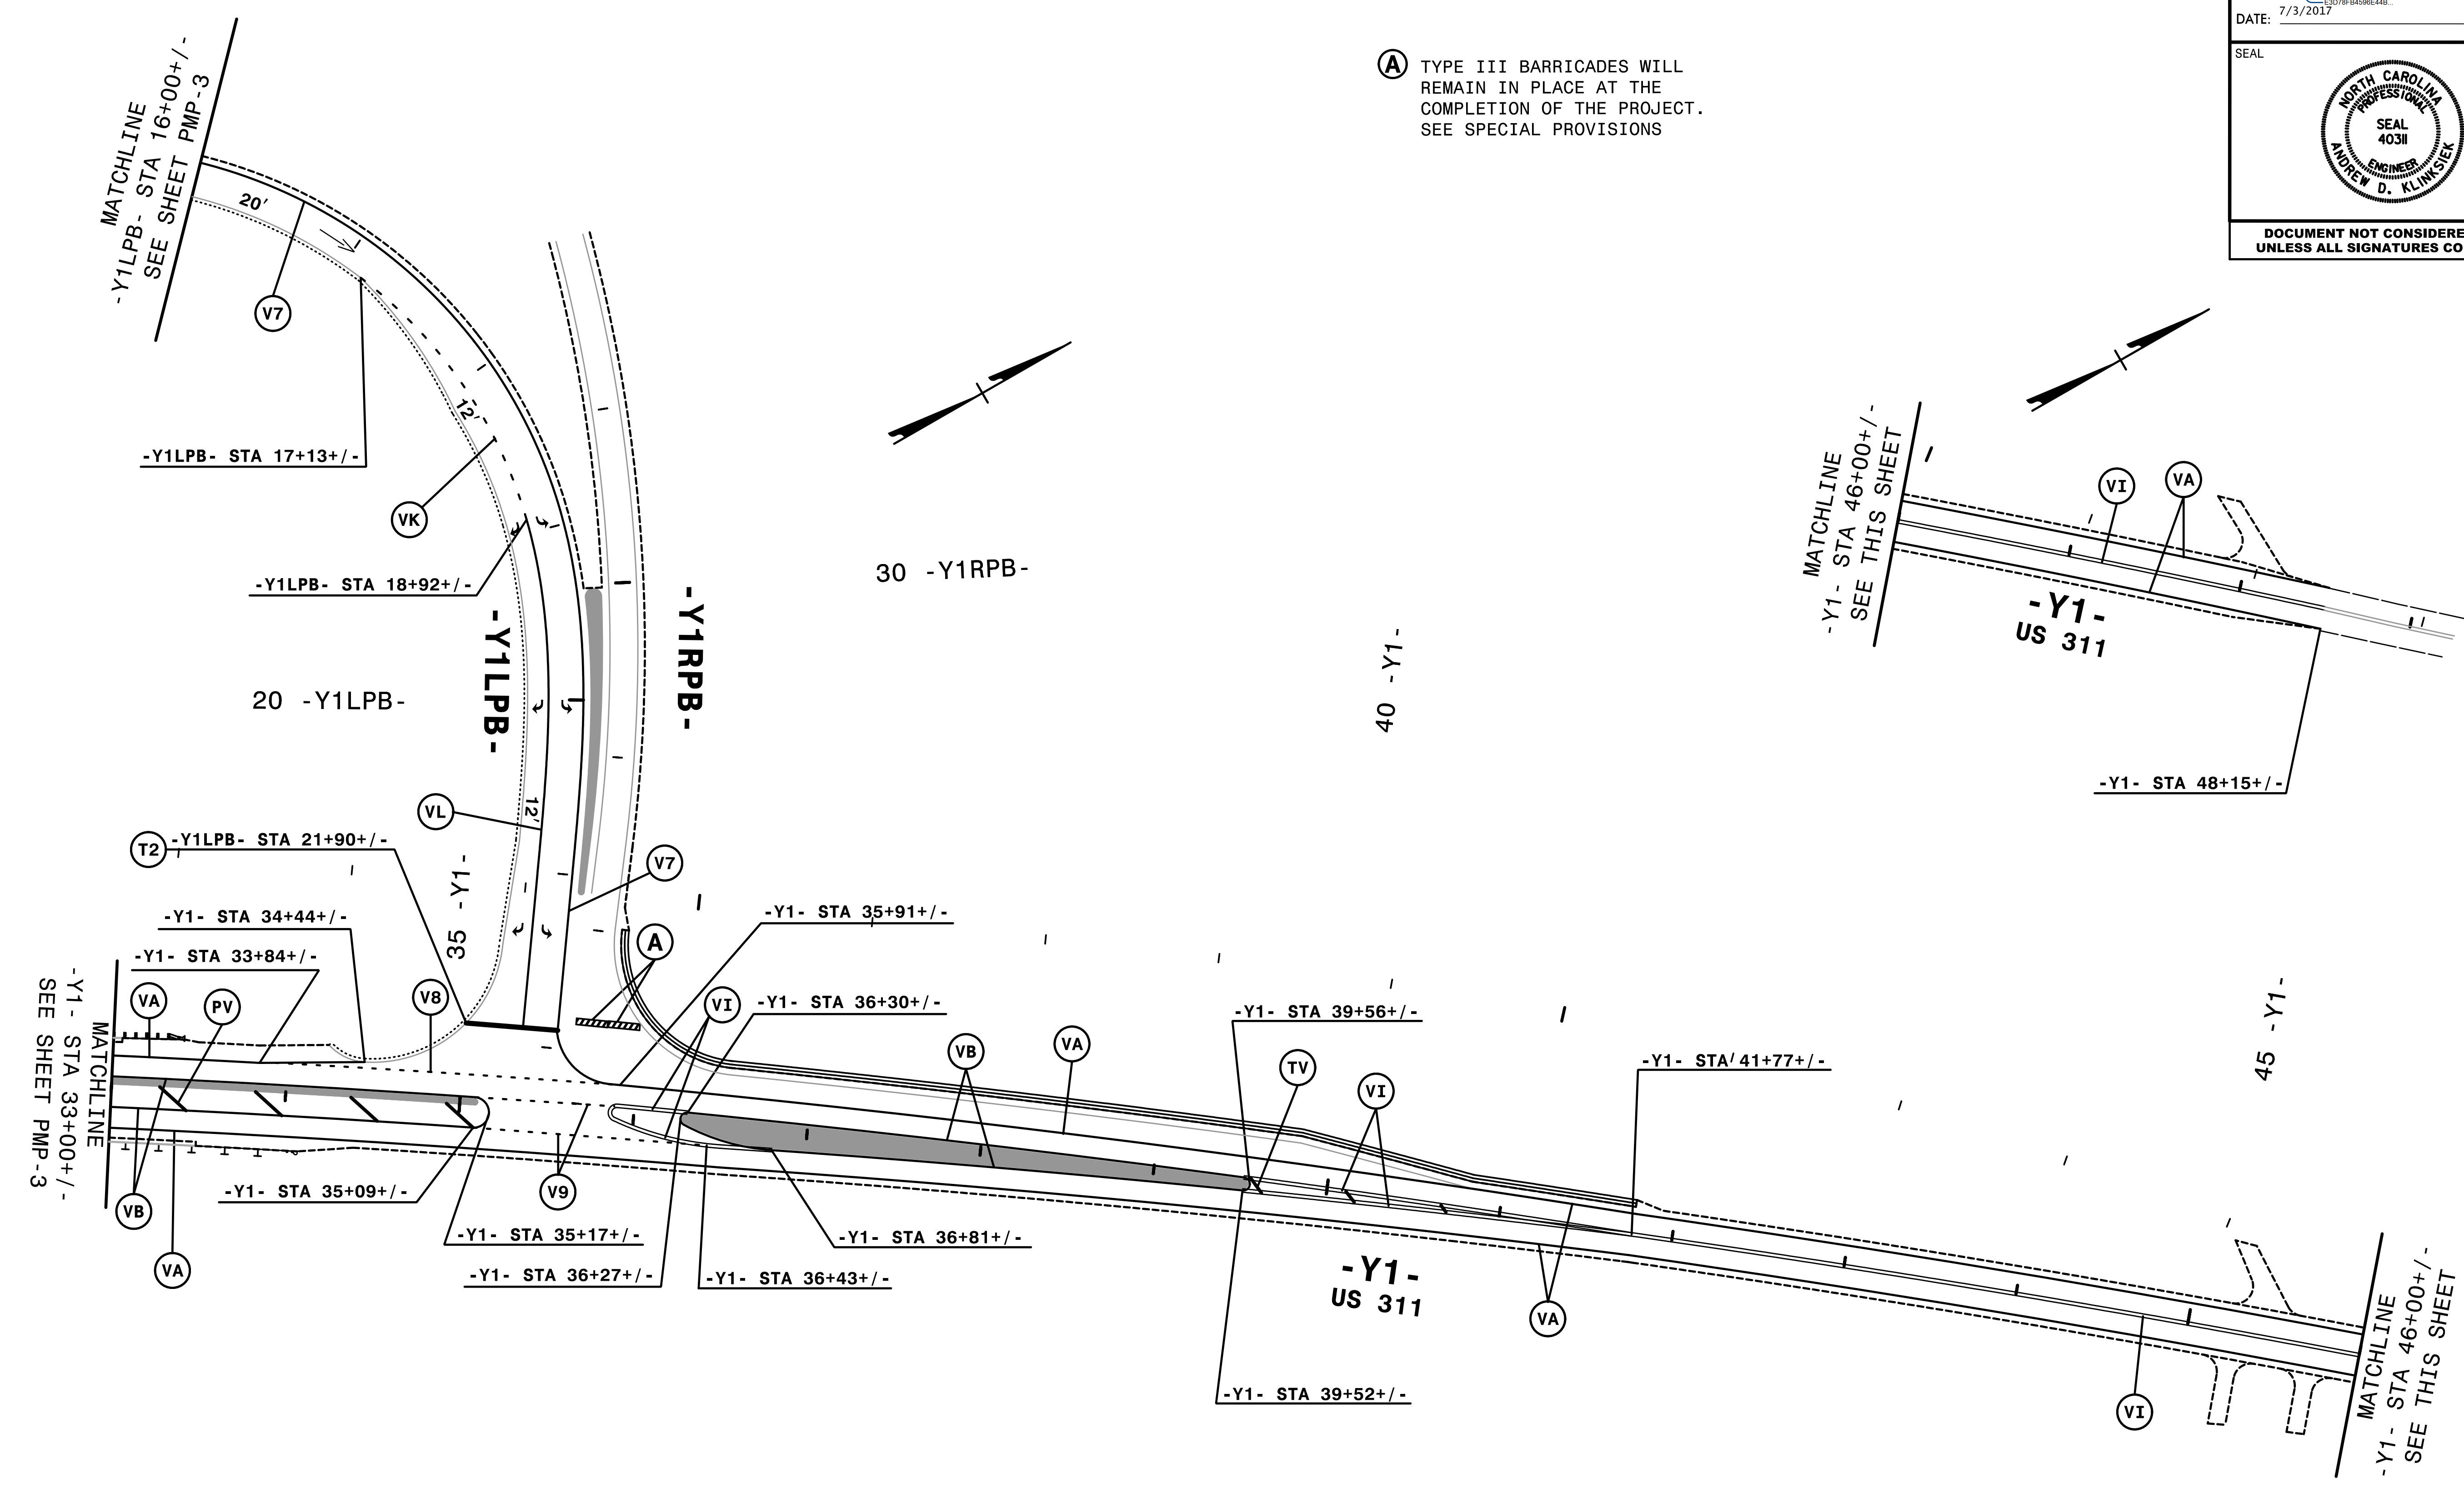 E3D78FB4596E44B...
DATE: 7/3/2017
SEAL
NORTH CAROLINA
PROFESSIONAL
SEAL
40311
ENGINEER
ANDREW D. KLINKSIEK
DOCUMENT NOT CONSIDERE
UNLESS ALL SIGNATURES CO
A TYPE III BARRICADES WILL
REMAIN IN PLACE AT THE
COMPLETION OF THE PROJECT.
SEE SPECIAL PROVISIONS
MATCHLINE
-Y1LPB- STA 16+00+/-
SEE SHEET PMP-3
20'
V7
12'
-Y1LPB- STA 17+13+/-
VK
-Y1LPB- STA 18+92+/-
-Y1LPB-
-Y1RPB-
30 -Y1RPB-
20 -Y1LPB-
40 -Y1-
MATCHLINE
-Y1- STA 46+00+/-
SEE THIS SHEET
VI
VA
-Y1-
US 311
-Y1- STA 48+15+/-
VL
12'
T2
-Y1LPB- STA 21+90+/-
V7
35 -Y1-
-Y1- STA 34+44+/-
-Y1- STA 35+91+/-
A
-Y1- STA 33+84+/-
VA
PV
V8
VI
-Y1- STA 36+30+/-
-Y1- STA 39+56+/-
VB
VA
TV
VI
-Y1- STA 41+77+/-
45 -Y1-
MATCHLINE
-Y1- STA 33+00+/-
SEE SHEET PMP-3
VB
VA
-Y1- STA 35+09+/-
V9
-Y1- STA 35+17+/-
-Y1- STA 36+27+/-
-Y1- STA 36+43+/-
-Y1- STA 36+81+/-
-Y1-
US 311
VA
-Y1- STA 39+52+/-
VI
MATCHLINE
-Y1- STA 46+00+/-
SEE THIS SHEET